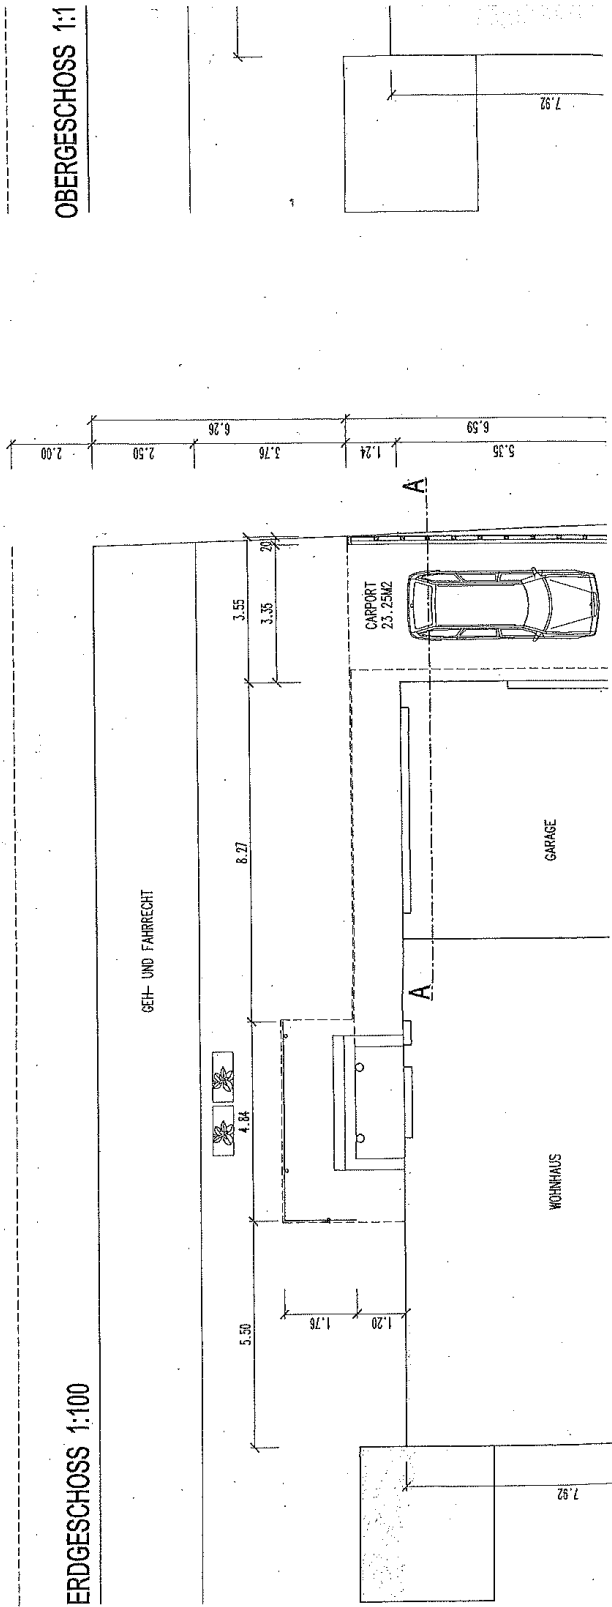 OBERGESCHOSS 1:1
7.92
2.00
2.50
6.26
3.76
1.24
6.59
5.35
A
20
3.55
3.35
CARPORT
23.25M2
8.27
GARAGE
GEH- UND FAHRRECHT
A
4.84
WOHNHAUS
1.76
1.20
5.50
ERDGESCHOSS 1:100
7.92